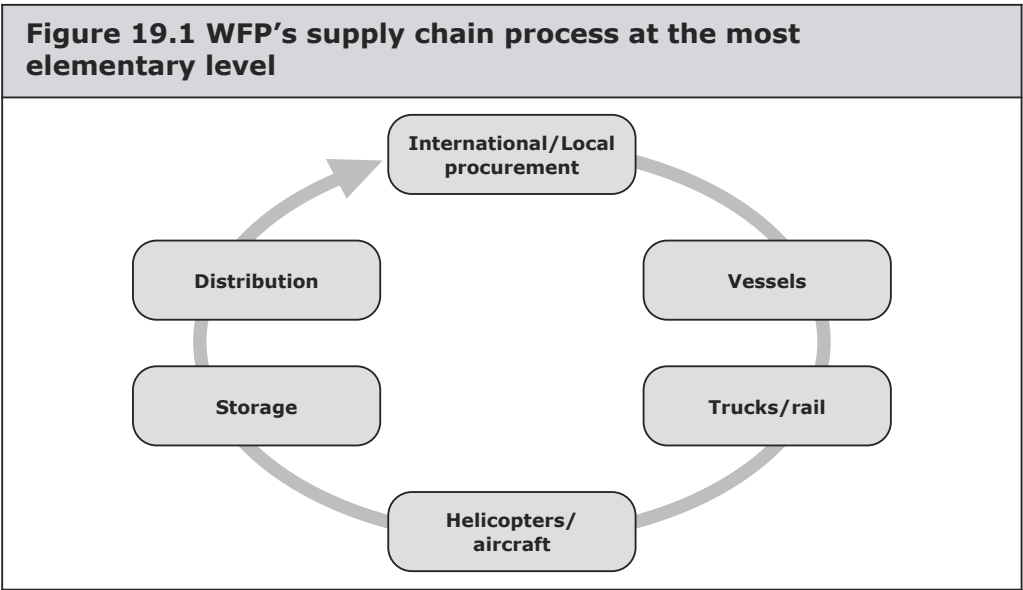 Figure 19.1 WFP’s supply chain process at the most
elementary level
International/Local
procurement
Distribution
Vessels
Storage
Trucks/rail
Helicopters/
aircraft